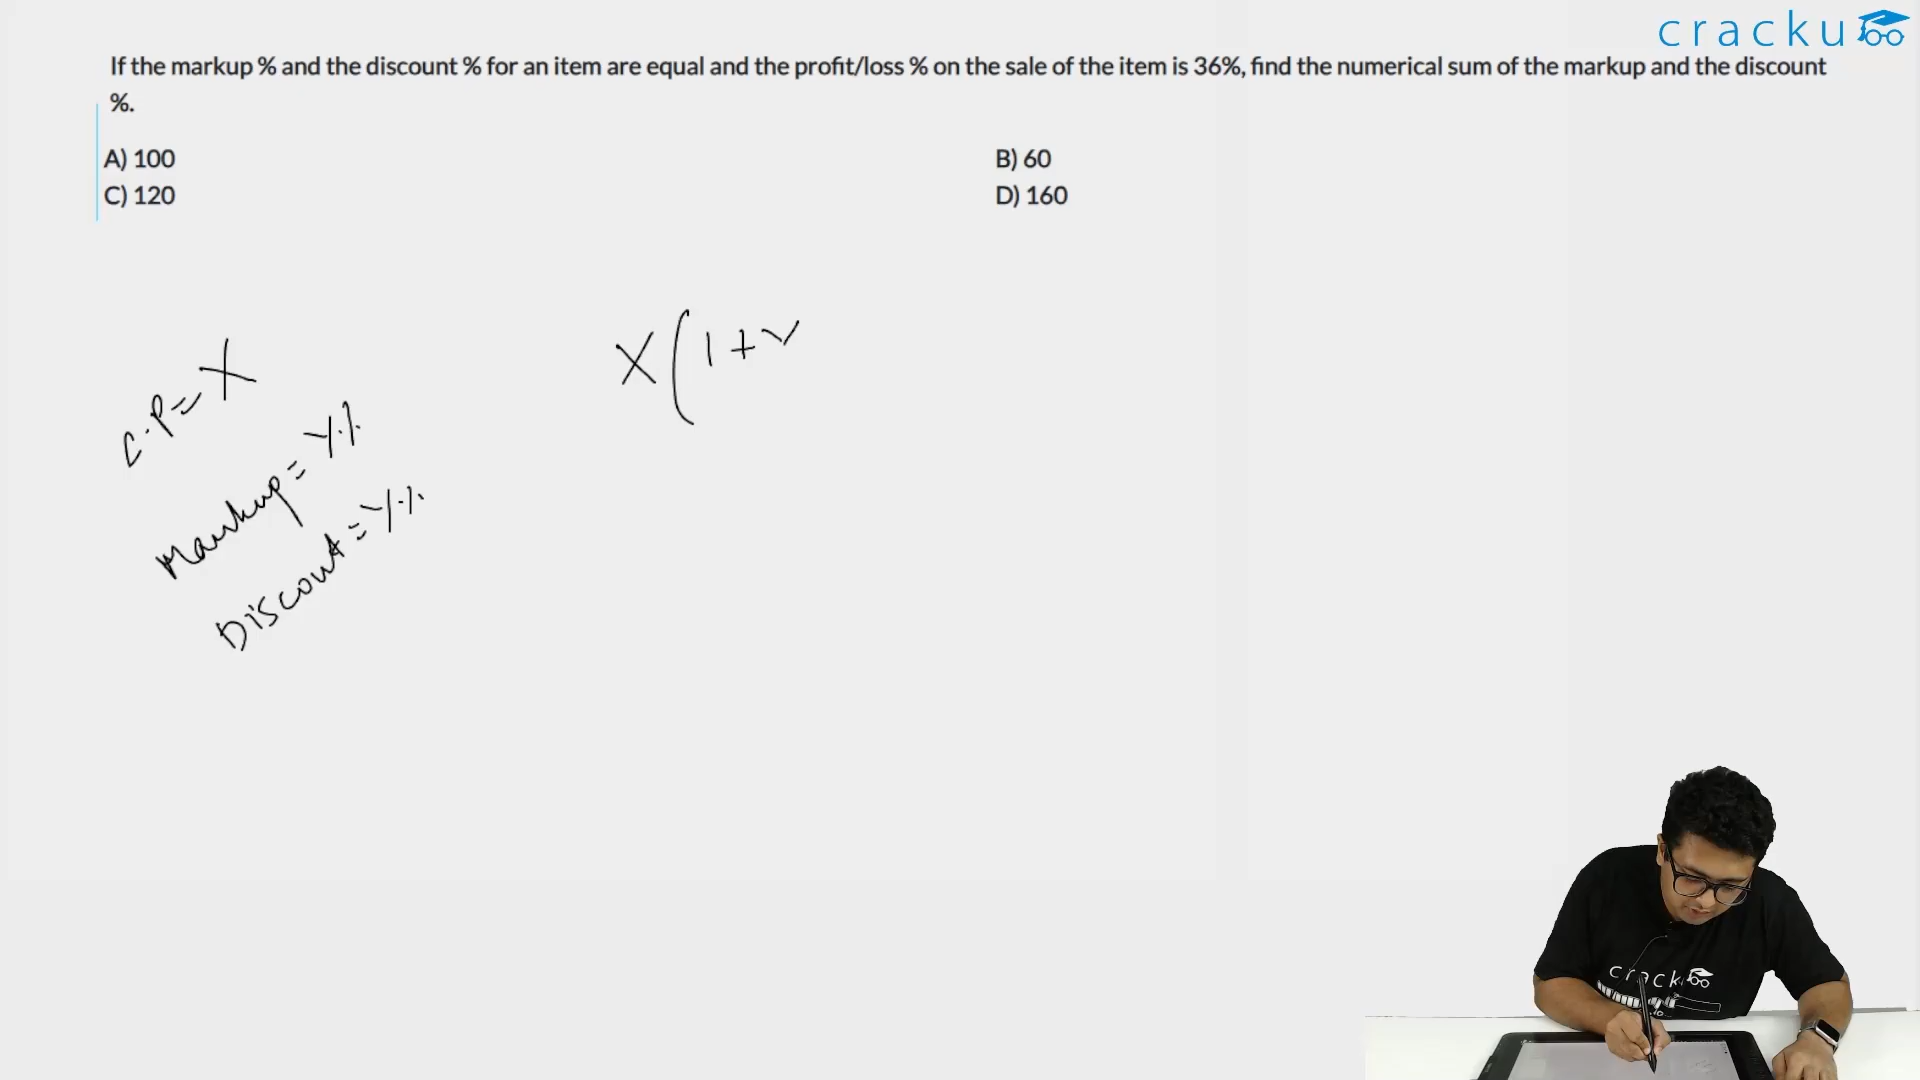 cracku
If the markup % and the discount % for an item are equal and the profit/loss % on the sale of the item is 36%, find the numerical sum of the markup and the discount
%.
A) 100
B) 60
C) 120
D) 160
C.P = X
Markup = Y%
Discount = Y%
X(1+
cracku